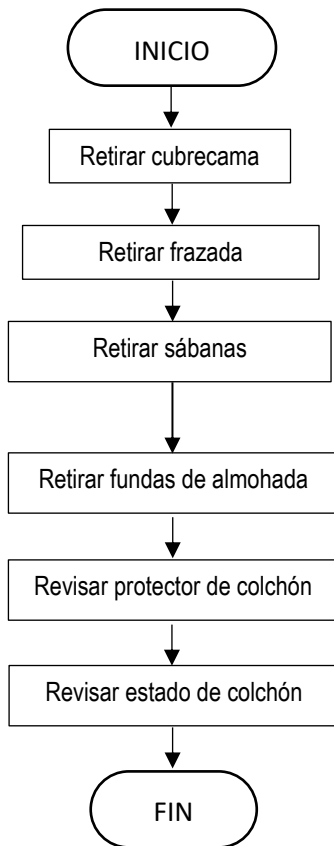 INICIO
Retirar cubrecama
Retirar frazada
Retirar sábanas
Retirar fundas de almohada
Revisar protector de colchón
Revisar estado de colchón
FIN